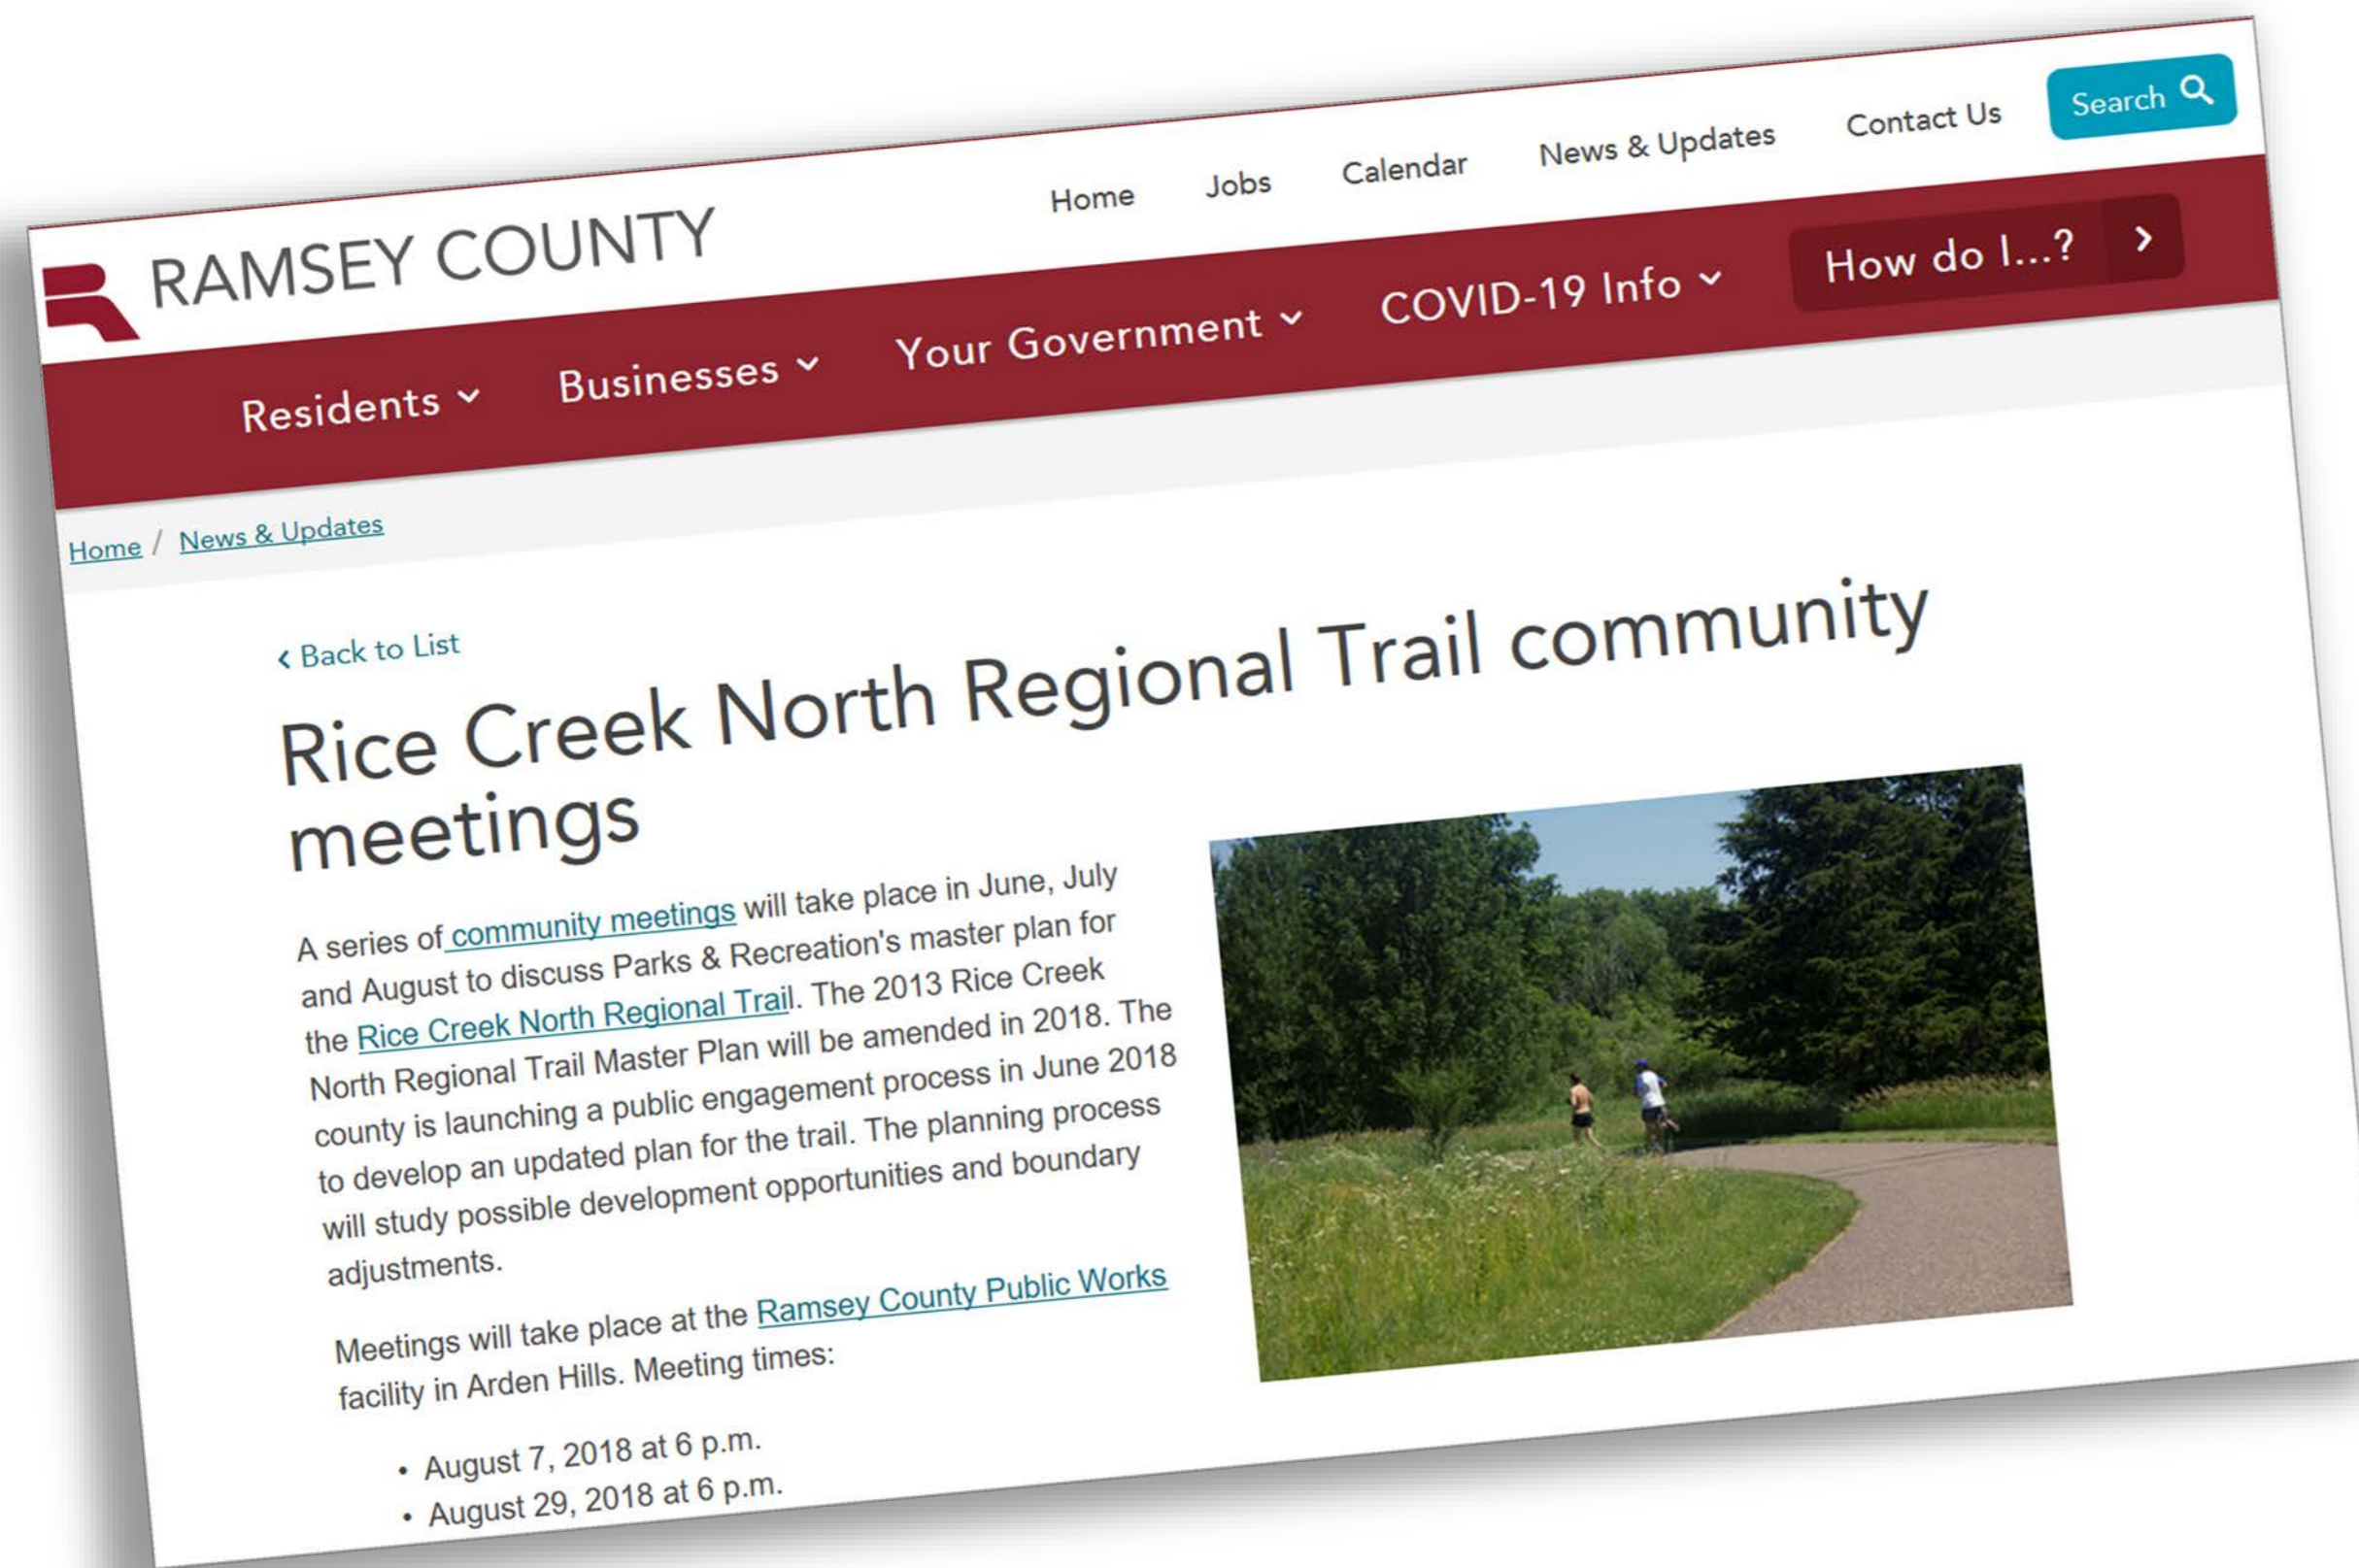 RAMSEY COUNTY
Home Jobs Calendar News & Updates Contact Us Search
Residents Businesses Your Government COVID-19 Info How do I...?
Home / News & Updates
Back to List
Rice Creek North Regional Trail community
meetings
A series of community meetings will take place in June, July
and August to discuss Parks & Recreation's master plan for
the Rice Creek North Regional Trail. The 2013 Rice Creek
North Regional Trail Master Plan will be amended in 2018. The
county is launching a public engagement process in June 2018
to develop an updated plan for the trail. The planning process
will study possible development opportunities and boundary
adjustments.
Meetings will take place at the Ramsey County Public Works
facility in Arden Hills. Meeting times:
• August 7, 2018 at 6 p.m.
• August 29, 2018 at 6 p.m.